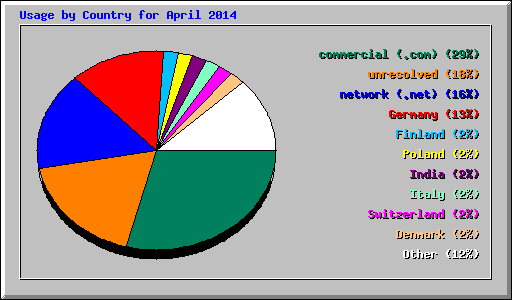 Usage by Country for April 2014
commercial (.com) (29%)
unresolved (18%)
network (.net) (16%)
Germany (13%)
Finland (2%)
Poland (2%)
India (2%)
Italy (2%)
Switzerland (2%)
Denmark (2%)
Other (12%)